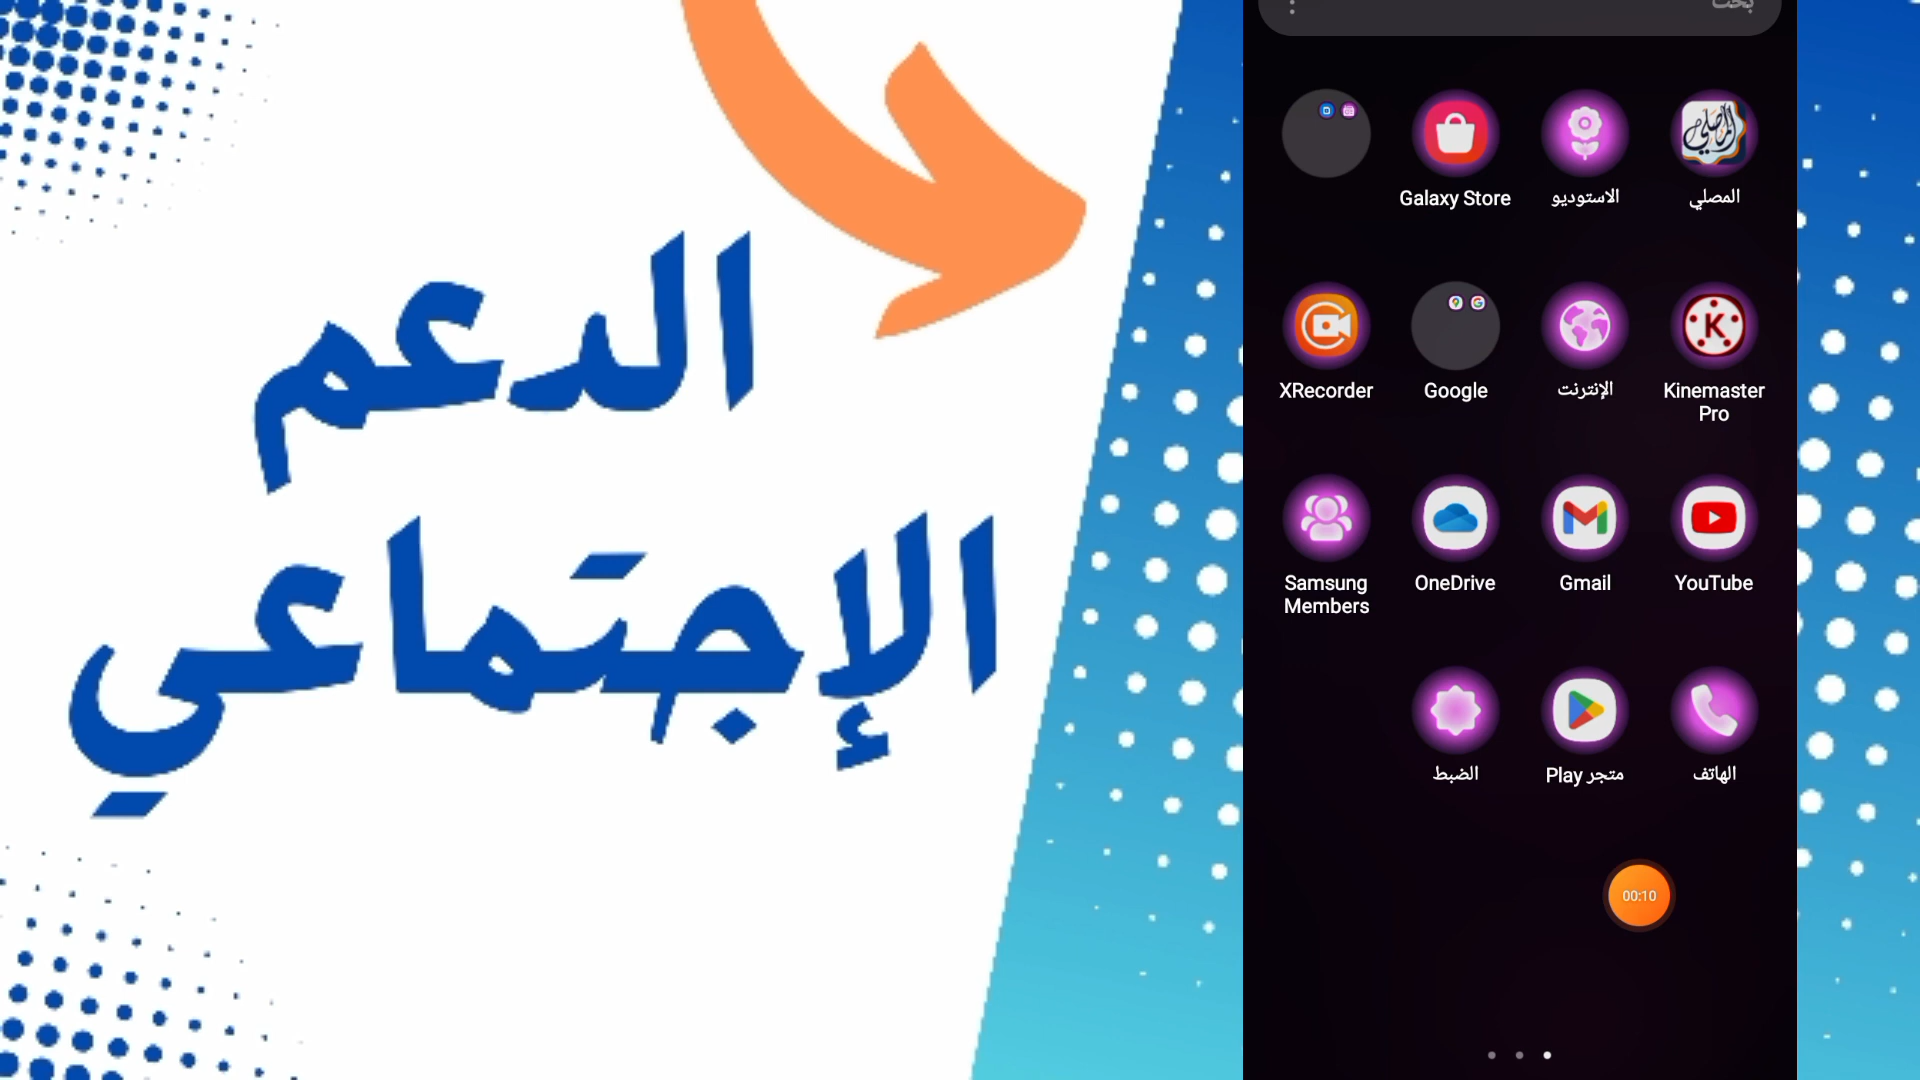 الدعم
الإجتماعي
بحث
Galaxy Store
الاستوديو
المصلي
XRecorder
Google
الإنترنت
Kinemaster
Pro
Samsung
Members
OneDrive
Gmail
YouTube
الضبط
متجر Play
الهاتف
00:10